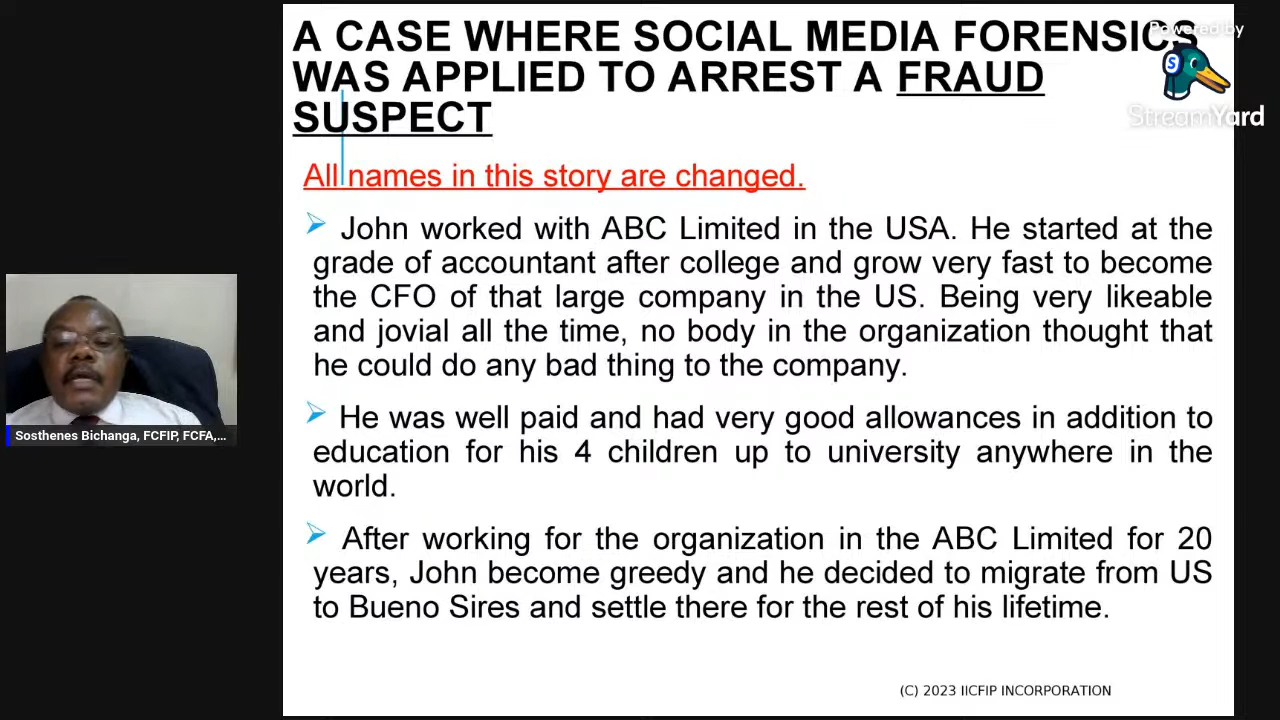 A CASE WHERE SOCIAL MEDIA FORENSICS
WAS APPLIED TO ARREST A FRAUD
SUSPECT
Powered by
S
StreamYard
All names in this story are changed.
John worked with ABC Limited in the USA. He started at the
grade of accountant after college and grow very fast to become
the CFO of that large company in the US. Being very likeable
and jovial all the time, no body in the organization thought that
he could do any bad thing to the company.
He was well paid and had very good allowances in addition to
education for his 4 children up to university anywhere in the
world.
After working for the organization in the ABC Limited for 20
years, John become greedy and he decided to migrate from US
to Bueno Sires and settle there for the rest of his lifetime.
Sosthenes Bichanga, FCFIP, FCFA,...
(C) 2023 IICFIP INCORPORATION